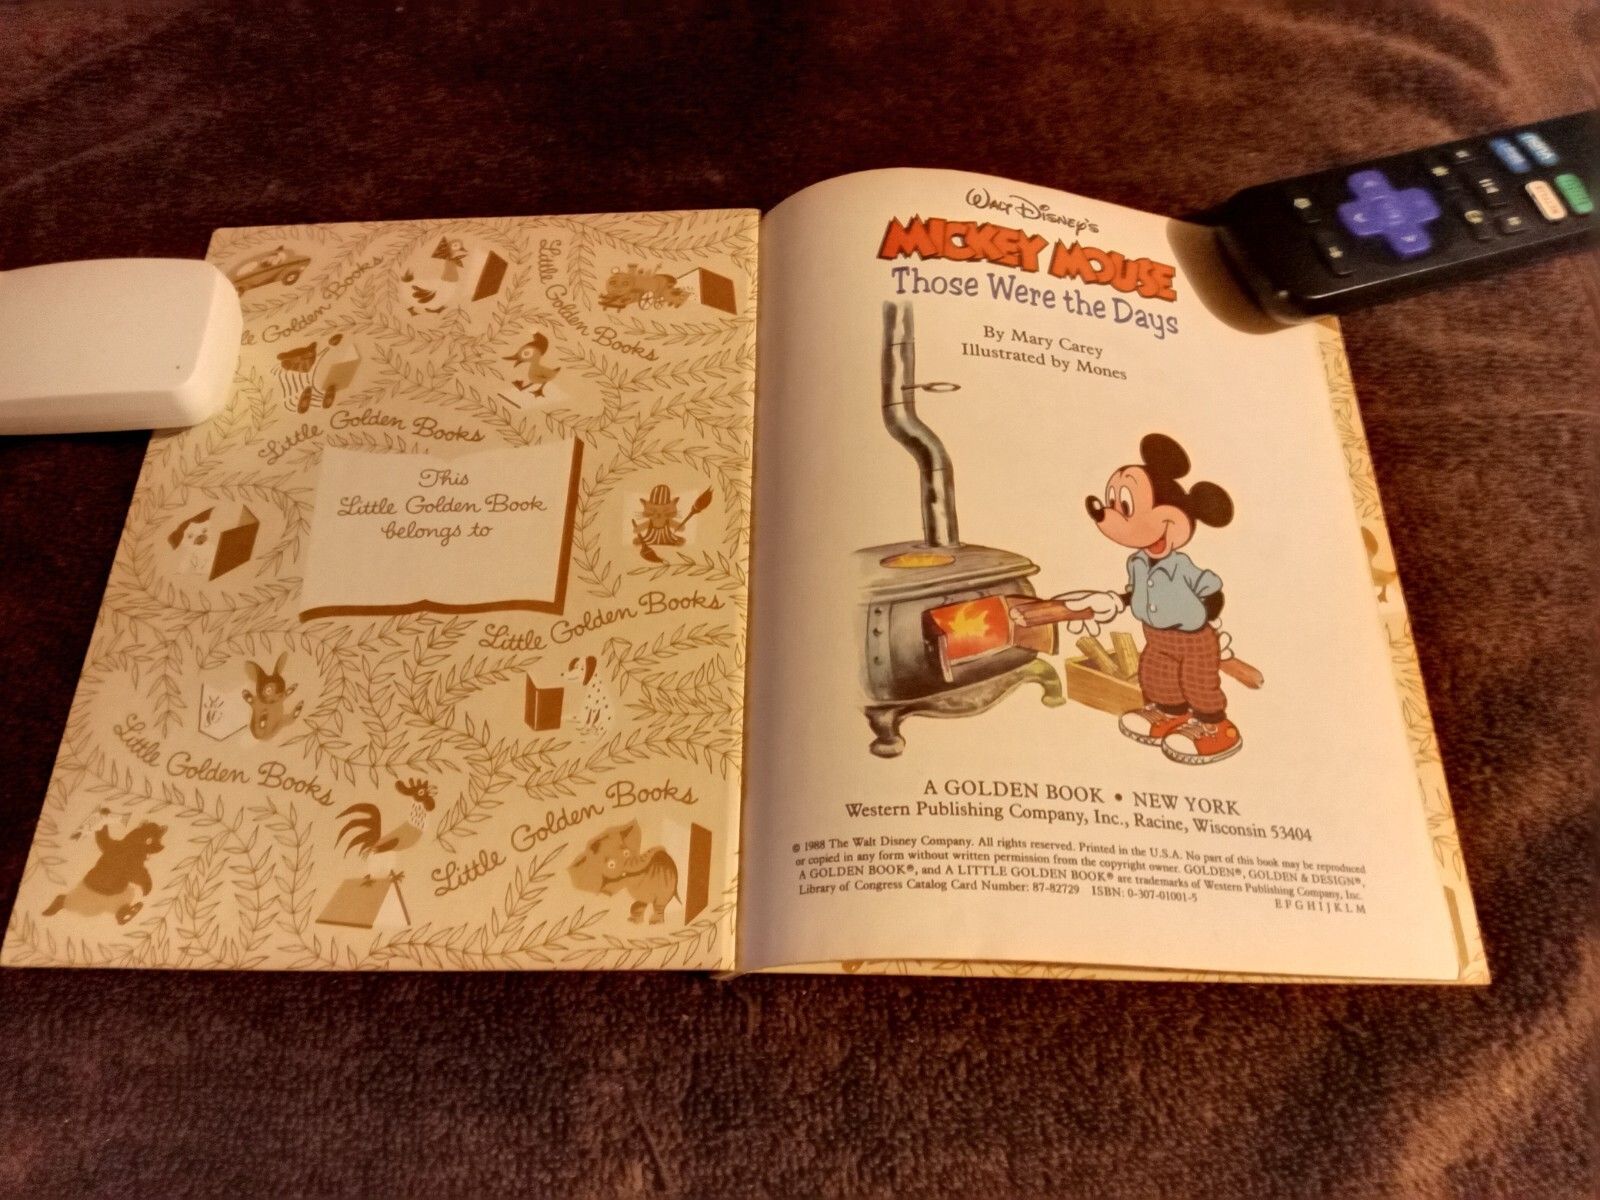 Little Golden Books
Little Golden Books
Little Golden Books
This
Little Golden Book
belongs to
Little Golden Books
Little Golden Books
Little Golden Books
WALT DISNEY'S
MICKEY MOUSE
Those Were the Days
By Mary Carey
Illustrated by Mones
A GOLDEN BOOK • NEW YORK
Western Publishing Company, Inc., Racine, Wisconsin 53404
© 1988 The Walt Disney Company. All rights reserved. Printed in the U.S.A. No part of this book may be reproduced
or copied in any form without written permission from the copyright owner. GOLDEN®, GOLDEN & DESIGN®,
A GOLDEN BOOK®, and A LITTLE GOLDEN BOOK® are trademarks of Western Publishing Company, Inc.
Library of Congress Catalog Card Number: 87-82729 ISBN: 0-307-01001-5
E F G H I J K L M